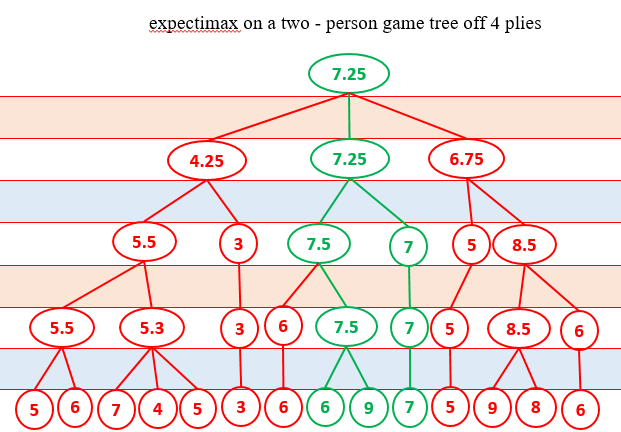 expectimax on a two - person game tree off 4 plies
7.25
4.25 7.25 6.75
5.5 3 7.5 7 5 8.5
5.5 5.3 3 6 7.5 7 5 8.5 6
5 6 7 4 5 3 6 6 9 7 5 9 8 6